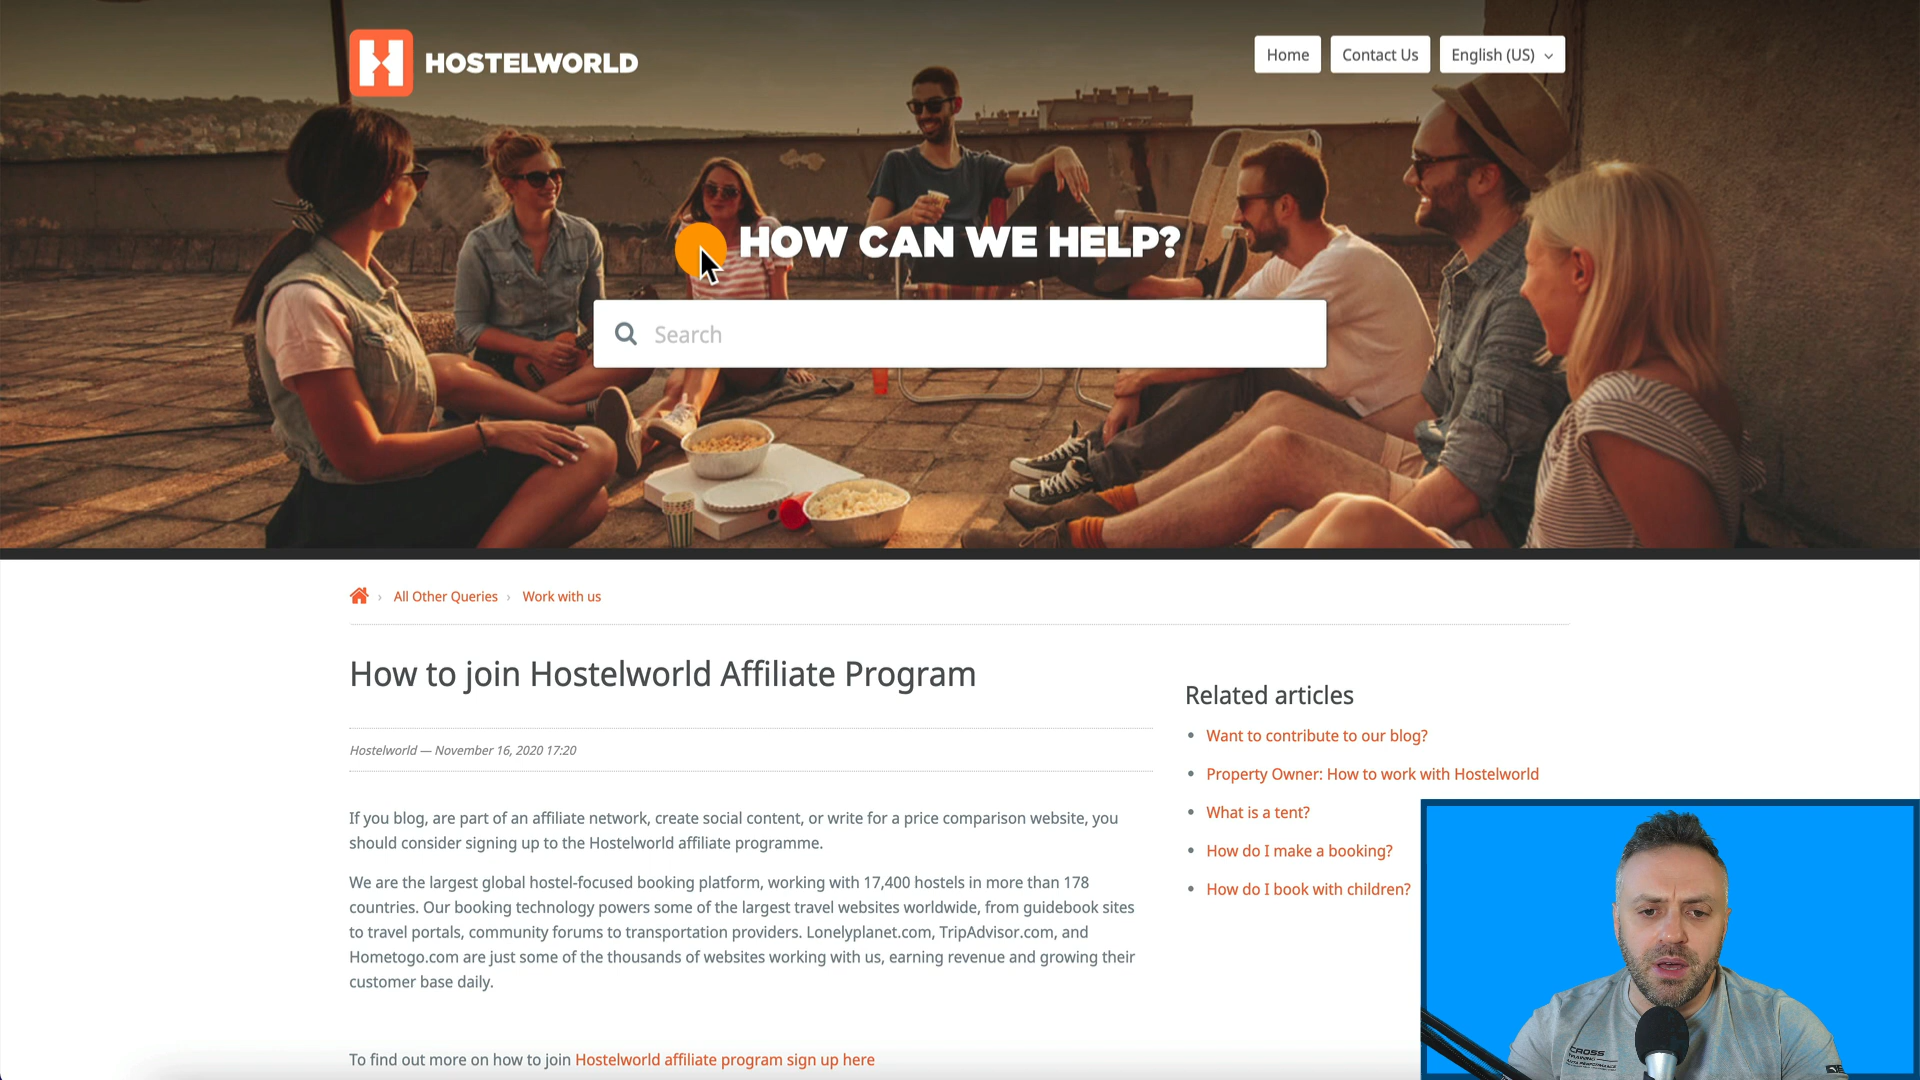 HOSTELWORLD
Home
Contact Us
English (US)
HOW CAN WE HELP?
Search
All Other Queries › Work with us
How to join Hostelworld Affiliate Program
Hostelworld — November 16, 2020 17:20
If you blog, are part of an affiliate network, create social content, or write for a price comparison website, you
should consider signing up to the Hostelworld affiliate programme.
We are the largest global hostel-focused booking platform, working with 17,400 hostels in more than 178
countries. Our booking technology powers some of the largest travel websites worldwide, from guidebook sites
to travel portals, community forums to transportation providers. Lonelyplanet.com, TripAdvisor.com, and
Hometogo.com are just some of the thousands of websites working with us, earning revenue and growing their
customer base daily.
To find out more on how to join Hostelworld affiliate program sign up here
Related articles
Want to contribute to our blog?
Property Owner: How to work with Hostelworld
What is a tent?
How do I make a booking?
How do I book with children?
CROSS
TRAINING